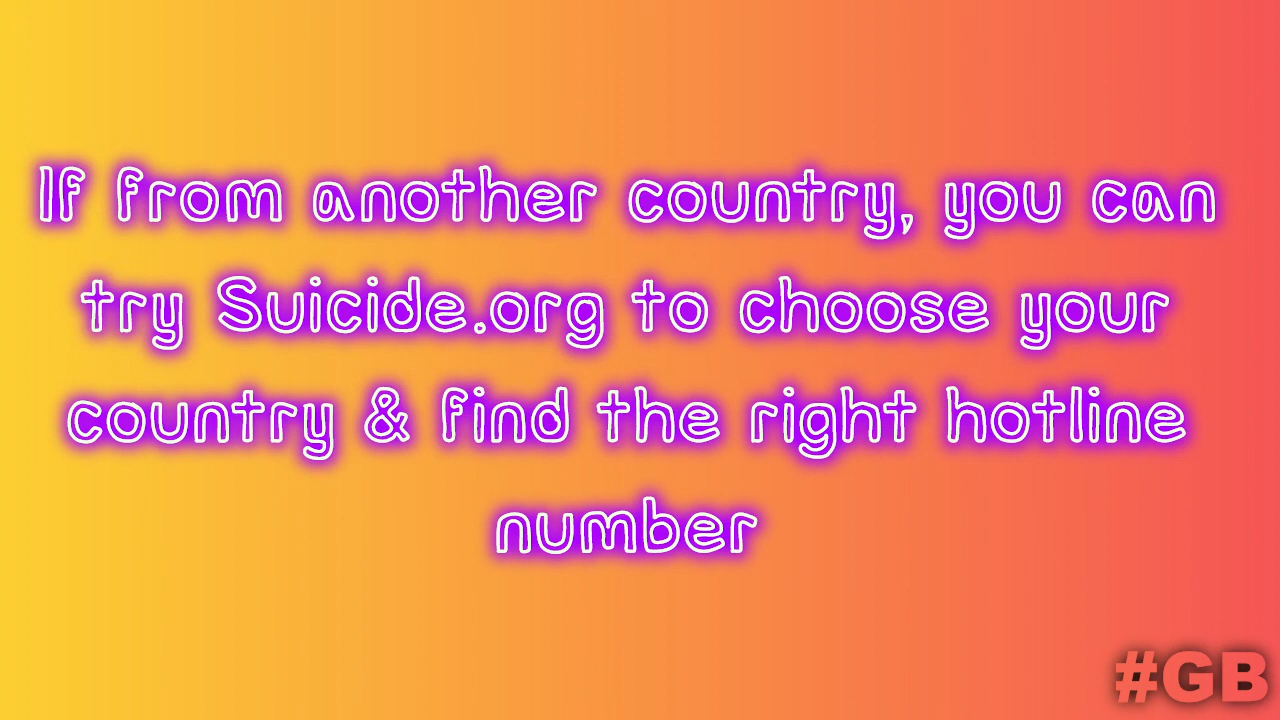 If from another country, you can
try Suicide.org to choose your
country & find the right hotline
number
#GB